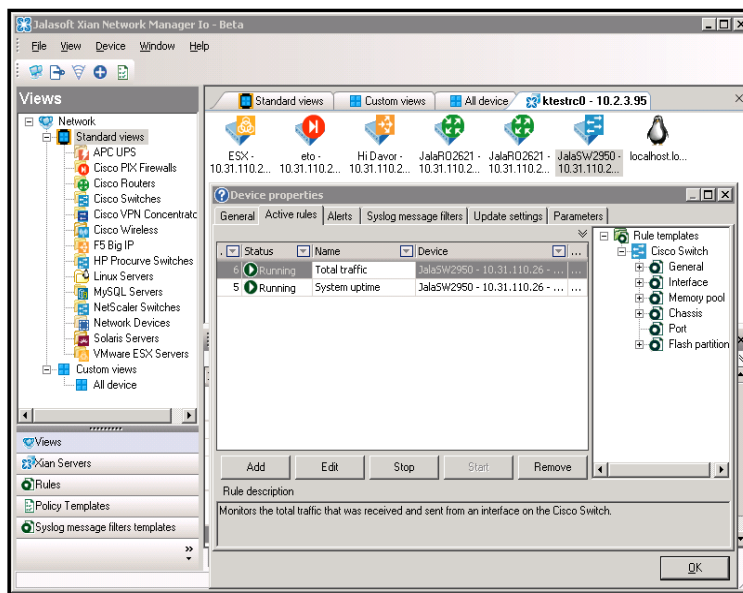 Jalasoft Xian Network Manager Io - Beta
File View Device Window Help
Views
Network
Standard views
APC UPS
Cisco PIX Firewalls
Cisco Routers
Cisco Switches
Cisco VPN Concentratc
Cisco Wireless
F5 Big IP
HP Procurve Switches
Linux Servers
MySQL Servers
NetScaler Switches
Network Devices
Solaris Servers
VMware ESX Servers
Custom views
All device
Views
Xian Servers
Rules
Policy Templates
Syslog message filters templates
Standard views Custom views All device ktestrc0 - 10.2.3.95
ESX - eto - Hi Davor - JalaRO2621 - JalaRO2621 - JalaSW2950 - localhost.lo...
10.31.110.2... 10.31.110.2... 10.31.110.2... 10.31.110.2... 10.31.110.2... 10.31.110.2...
Device properties
General Active rules Alerts Syslog message filters Update settings Parameters
. Status Name Device ...
6 Running Total traffic JalaSW2950 - 10.31.110.26 - ... ...
5 Running System uptime JalaSW2950 - 10.31.110.26 - ... ...
Rule templates
Cisco Switch
General
Interface
Memory pool
Chassis
Port
Flash partition
Add Edit Stop Start Remove
Rule description
Monitors the total traffic that was received and sent from an interface on the Cisco Switch.
OK